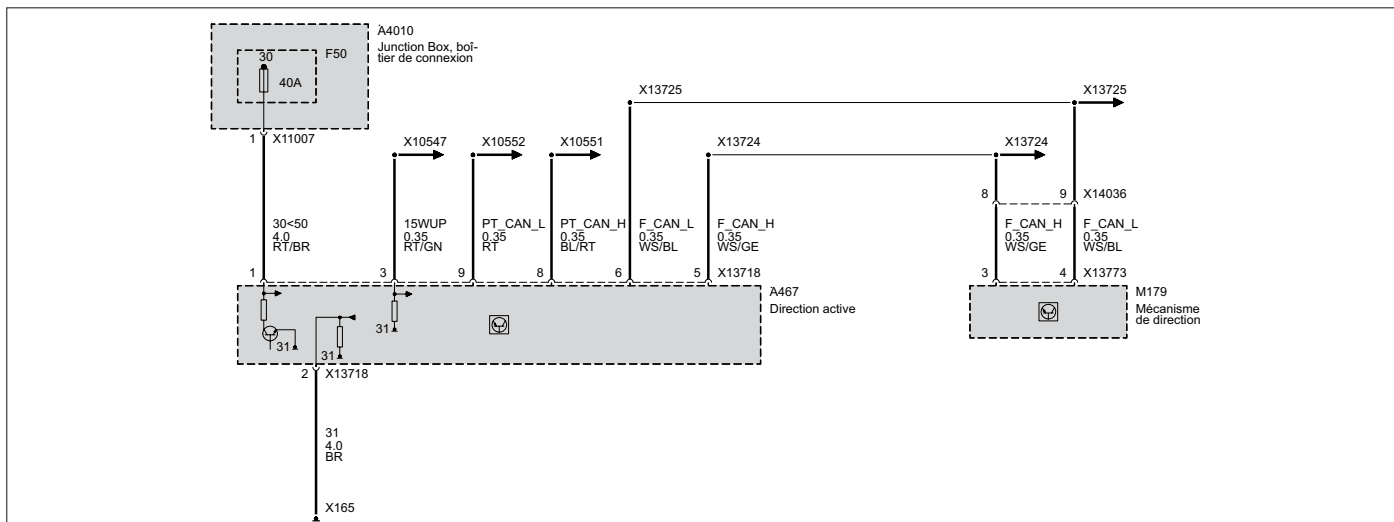 A4010
Junction Box, boî-
tier de connexion
F50
30
40A
1 X11007
X10547
X10552
X10551
X13725
X13724
X13725
X13724
8 9 X14036
30<50
4.0
RT/BR
15WUP
0.35
RT/GN
PT_CAN_L
0.35
RT
PT_CAN_H
0.35
BL/RT
F_CAN_L
0.35
WS/BL
F_CAN_H
0.35
WS/GE
F_CAN_H
0.35
WS/GE
F_CAN_L
0.35
WS/BL
1 3 9 8 6 5 X13718
3 4 X13773
A467
Direction active
M179
Mécanisme
de direction
31
31
31
2 X13718
31
4.0
BR
X165